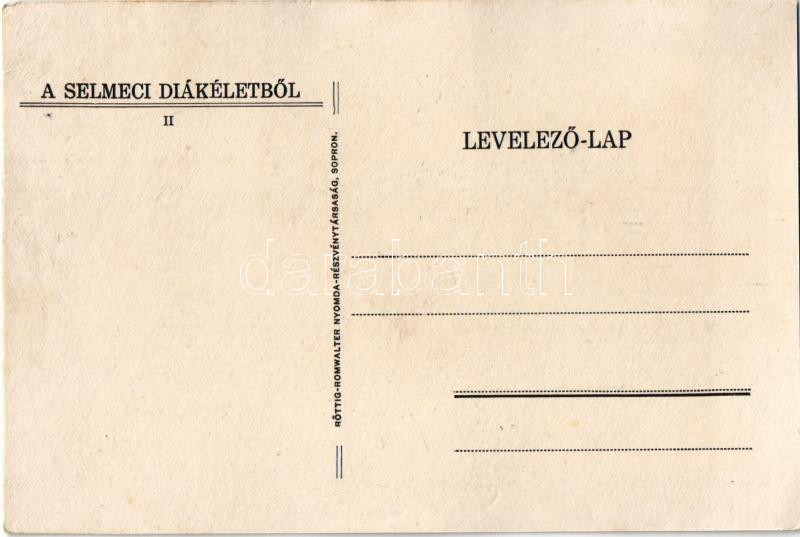 A SELMECI DIÁKÉLETBŐL
II
RÖTTIG-ROMWALTER NYOMDA-RÉSZVÉNYTÁRSASÁG, SOPRON.
LEVELEZŐ-LAP
darabanth